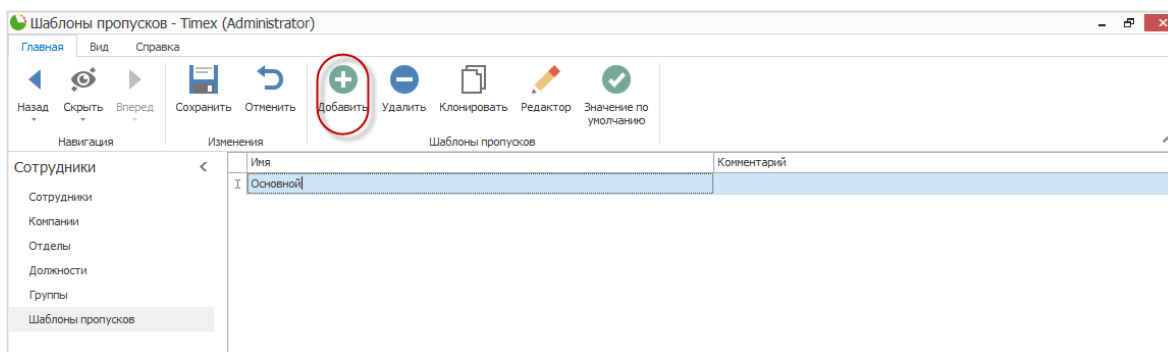 Шаблоны пропусков - Timex (Administrator)
Главная Вид Справка
Назад Скрыть Вперед Сохранить Отменить Добавить Удалить Клонировать Редактор Значение по умолчанию
Навигация Изменения Шаблоны пропусков
Сотрудники
Имя Комментарий
Основной
Сотрудники
Компании
Отделы
Должности
Группы
Шаблоны пропусков